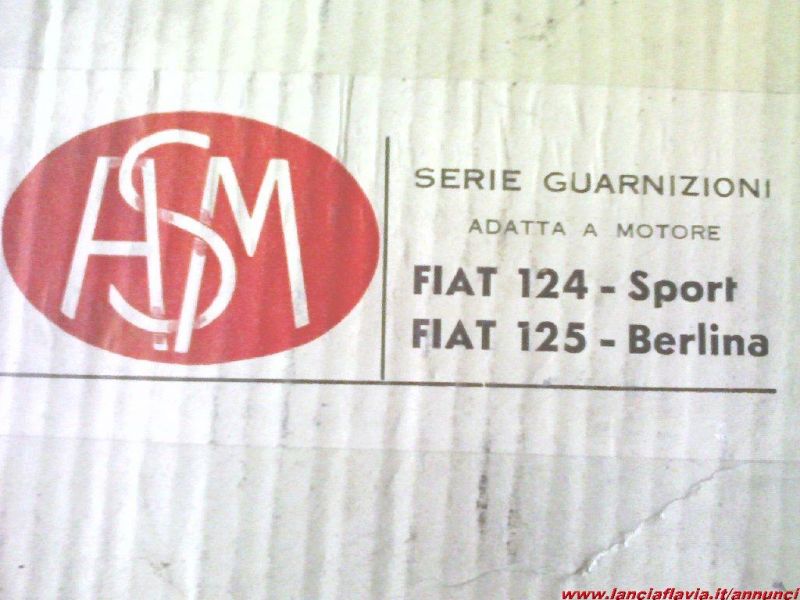 ASM
SERIE GUARNIZIONI
ADATTA A MOTORE
FIAT 124 - Sport
FIAT 125 - Berlina
www.lanciaflavia.it/annunci